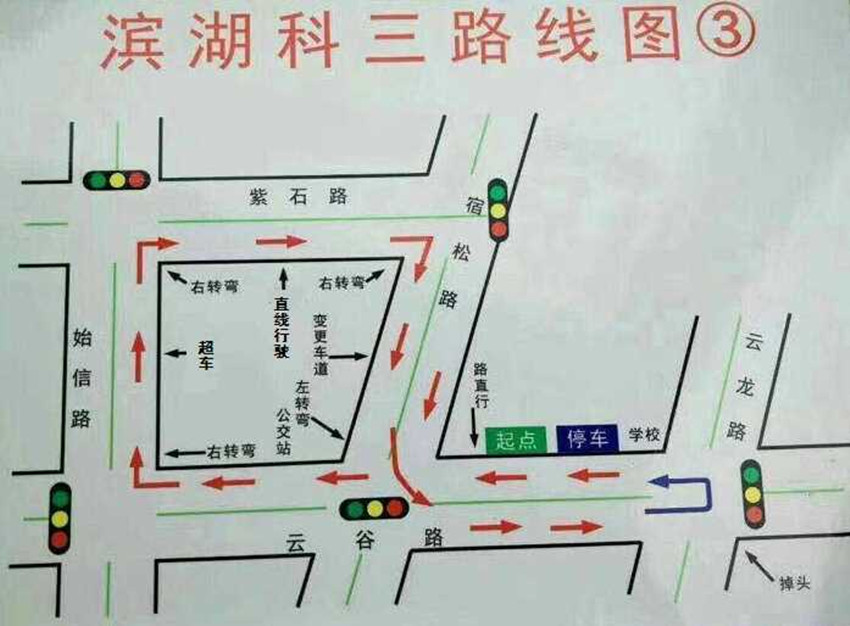 滨湖科三路线图③
紫石路
宿松路
右转弯
直线行驶
右转弯
变更车道
超车
始信路
左转弯
公交站
右转弯
路直行
起点
停车
学校
云龙路
云谷路
掉头